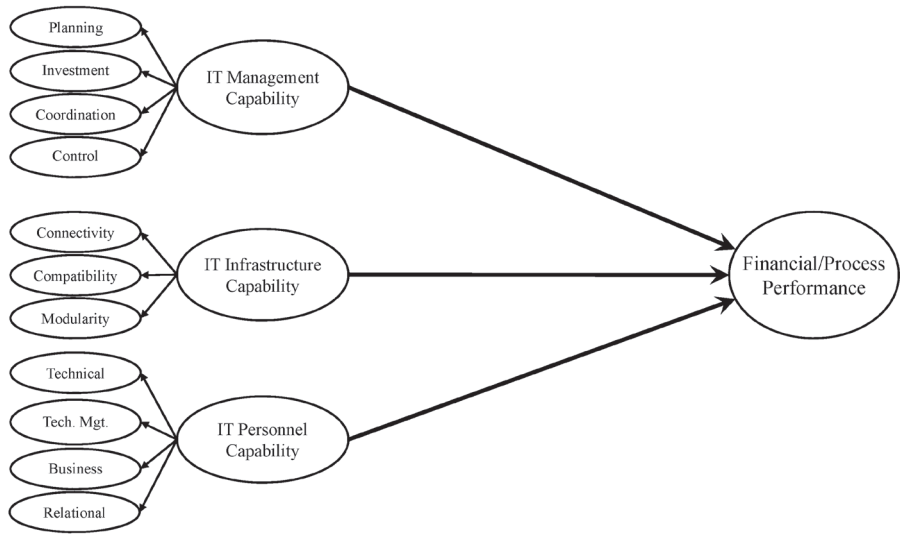 Planning
Investment
Coordination
Control
IT Management
Capability
Connectivity
Compatibility
Modularity
IT Infrastructure
Capability
Technical
Tech. Mgt.
Business
Relational
IT Personnel
Capability
Financial/Process
Performance